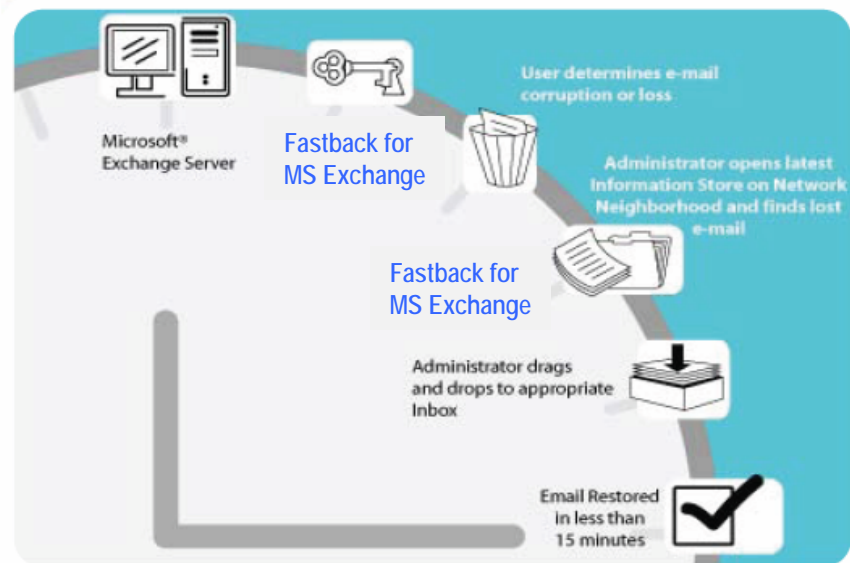 Microsoft®
Exchange Server
Fastback for
MS Exchange
User determines e-mail
corruption or loss
Administrator opens latest
Information Store on Network
Neighborhood and finds lost
e-mail
Fastback for
MS Exchange
Administrator drags
and drops to appropriate
Inbox
Email Restored
in less than
15 minutes